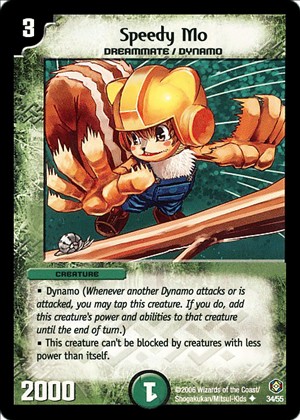 3
Speedy Mo
DREAMMATE / DYNAMO
CREATURE
▪ Dynamo (Whenever another Dynamo attacks or is
attacked, you may tap this creature. If you do, add
this creature's power and abilities to that creature
until the end of turn.)
▪ This creature can't be blocked by creatures with less
power than itself.
2000
1
©2006 Wizards of the Coast/
Shogakukan/Mitsui-Kids ♦ 34/55